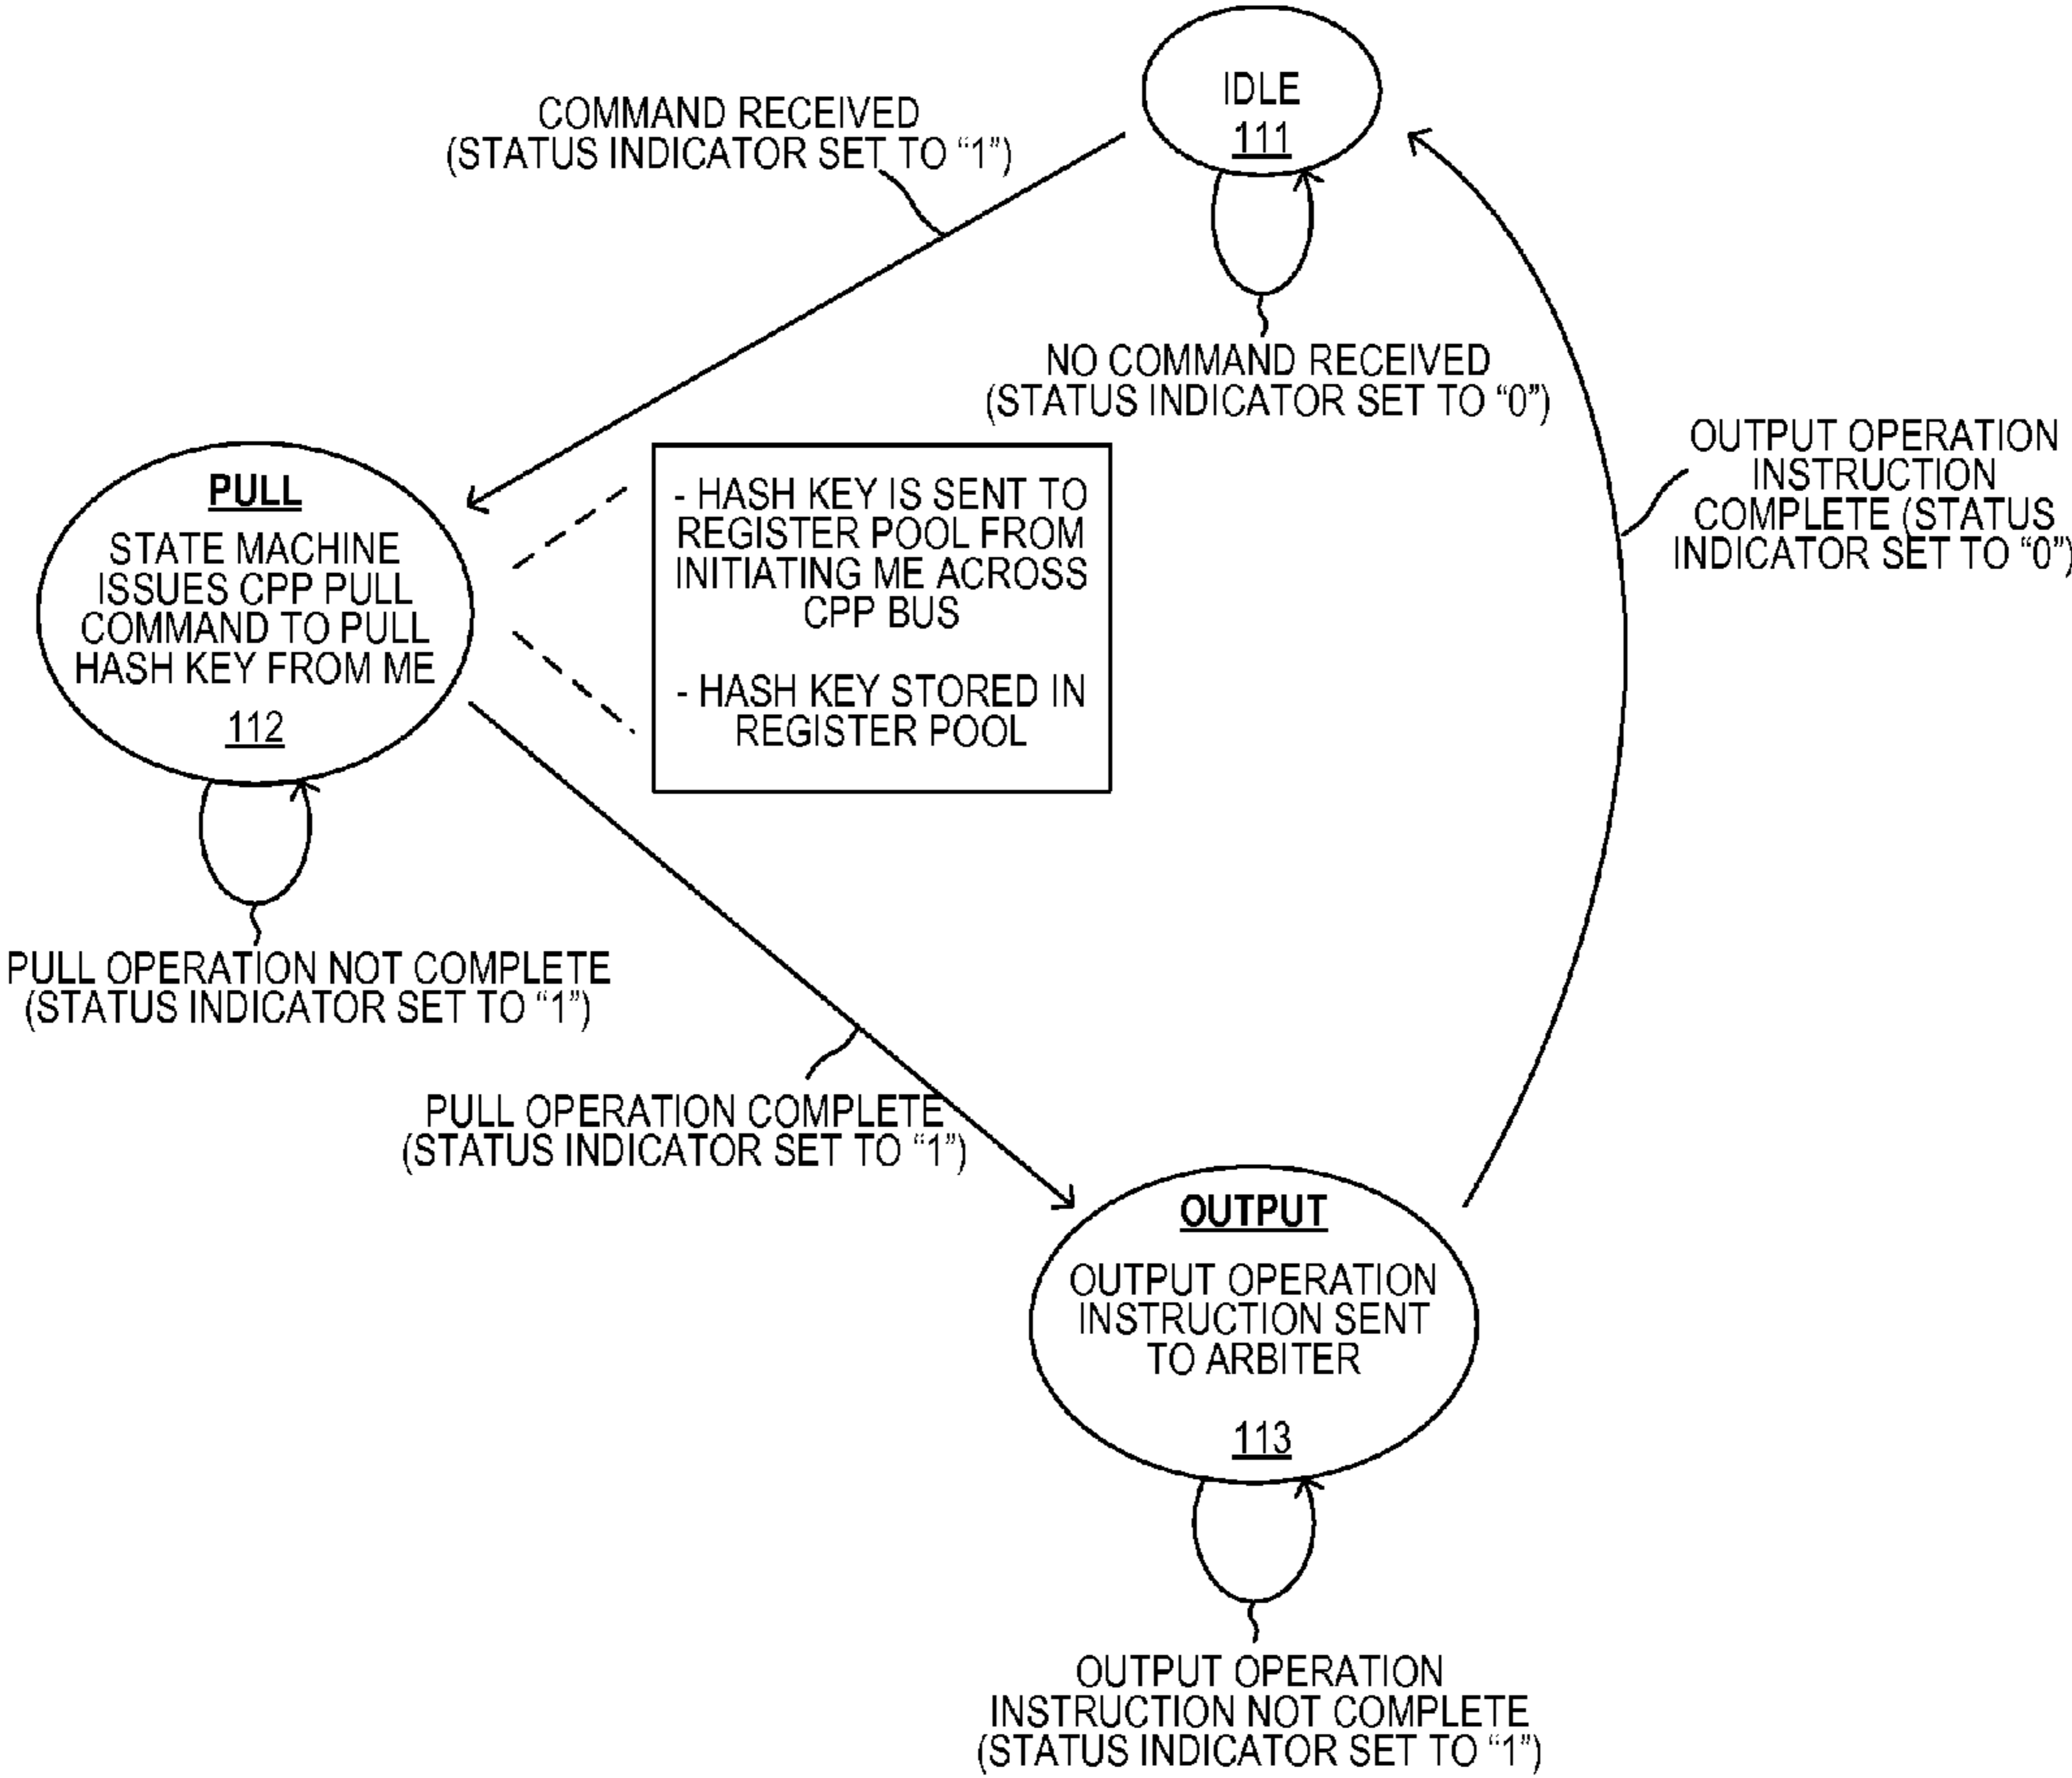 IDLE
111
COMMAND RECEIVED
(STATUS INDICATOR SET TO “1”)
NO COMMAND RECEIVED
(STATUS INDICATOR SET TO “0”)
OUTPUT OPERATION
INSTRUCTION
COMPLETE (STATUS
INDICATOR SET TO “0”)
PULL
STATE MACHINE
ISSUES CPP PULL
COMMAND TO PULL
HASH KEY FROM ME
112
- HASH KEY IS SENT TO
REGISTER POOL FROM
INITIATING ME ACROSS
CPP BUS
- HASH KEY STORED IN
REGISTER POOL
PULL OPERATION NOT COMPLETE
(STATUS INDICATOR SET TO “1”)
PULL OPERATION COMPLETE
(STATUS INDICATOR SET TO “1”)
OUTPUT
OUTPUT OPERATION
INSTRUCTION SENT
TO ARBITER
113
OUTPUT OPERATION
INSTRUCTION NOT COMPLETE
(STATUS INDICATOR SET TO “1”)